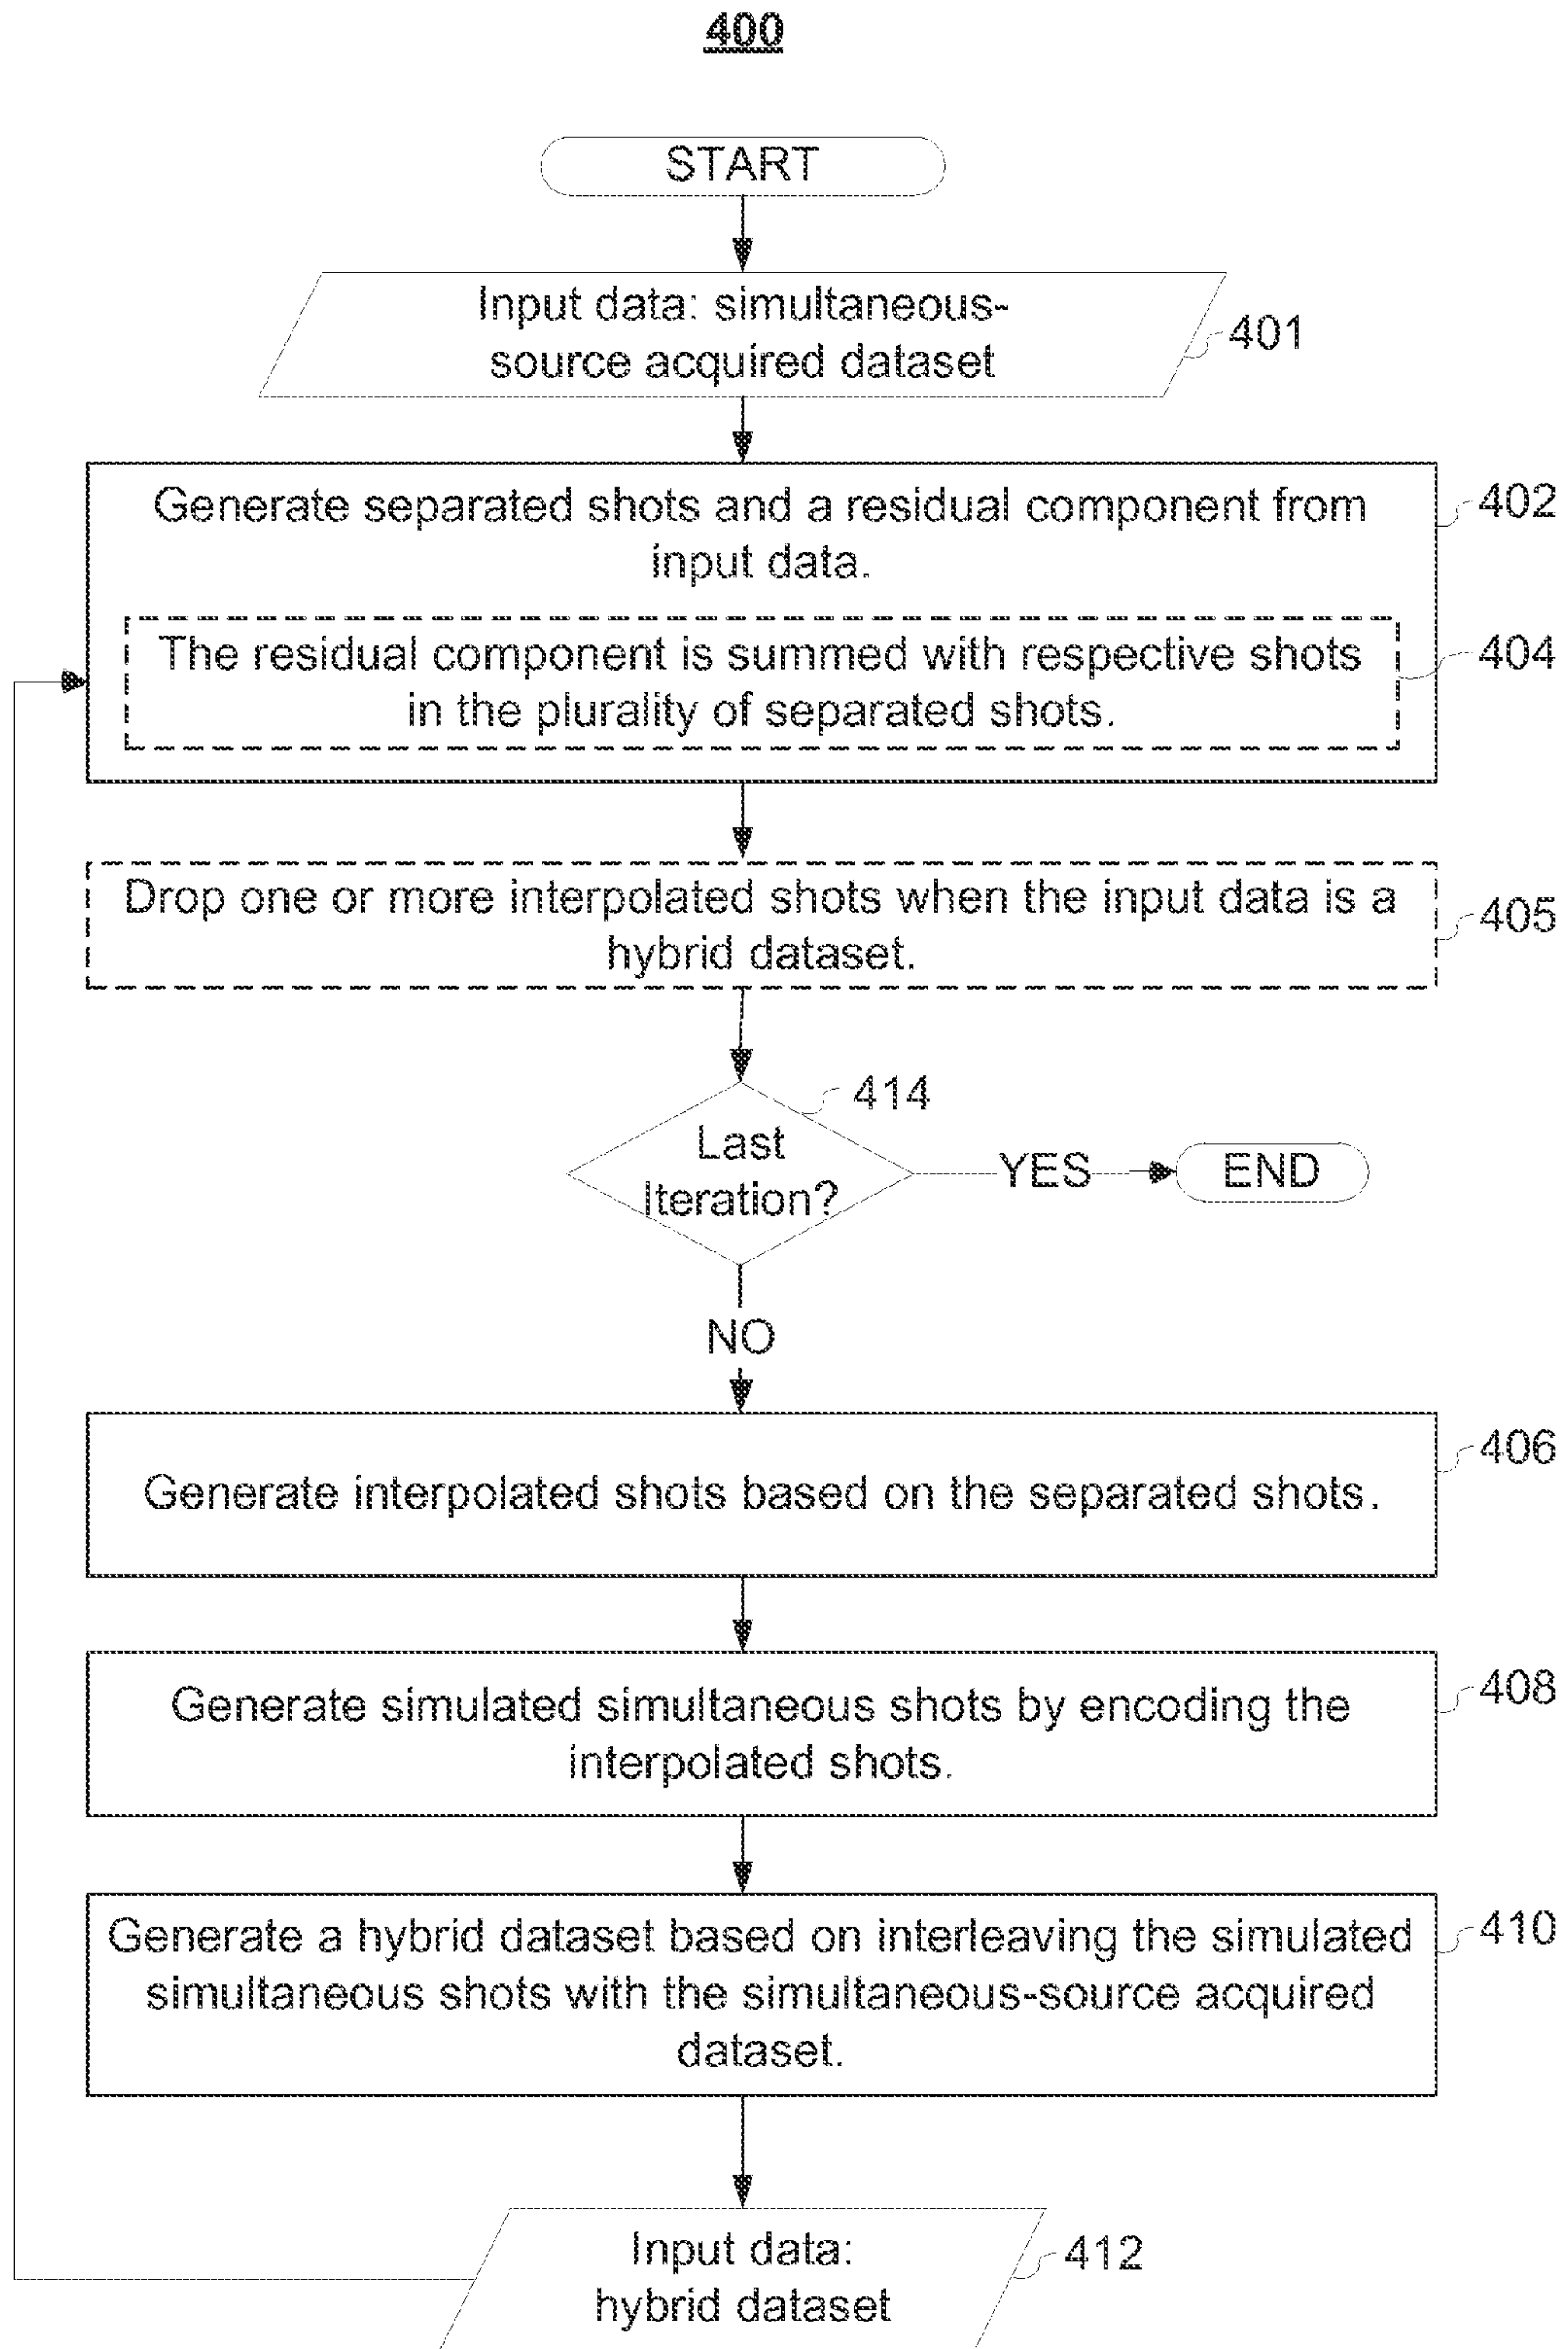 400
START
Input data: simultaneous-
source acquired dataset
401
Generate separated shots and a residual component from
input data.
402
The residual component is summed with respective shots
in the plurality of separated shots.
404
Drop one or more interpolated shots when the input data is a
hybrid dataset.
405
414
Last
Iteration?
YES
END
NO
406
Generate interpolated shots based on the separated shots.
408
Generate simulated simultaneous shots by encoding the
interpolated shots.
410
Generate a hybrid dataset based on interleaving the simulated
simultaneous shots with the simultaneous-source acquired
dataset.
Input data:
hybrid dataset
412